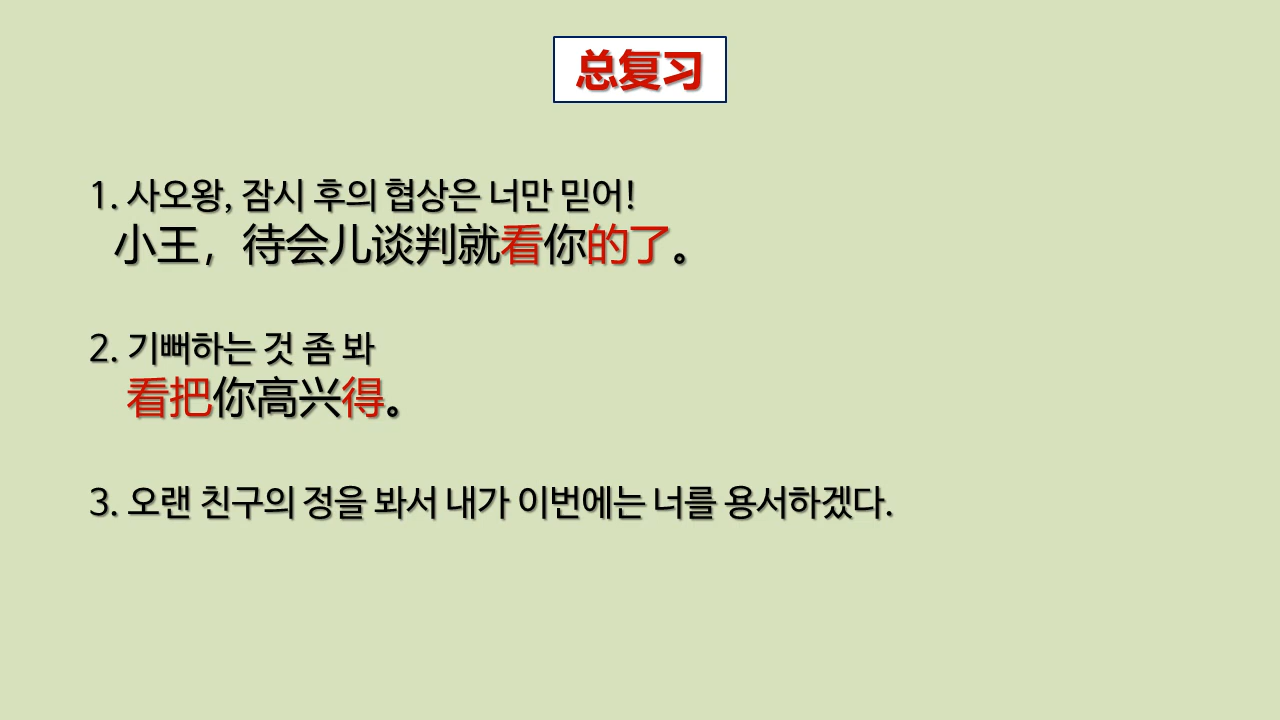 总复习
1. 사오왕, 잠시 후의 협상은 너만 믿어!
小王，待会儿谈判就看你的了。
2. 기뻐하는 것 좀 봐
看把你高兴得。
3. 오랜 친구의 정을 봐서 내가 이번에는 너를 용서하겠다.